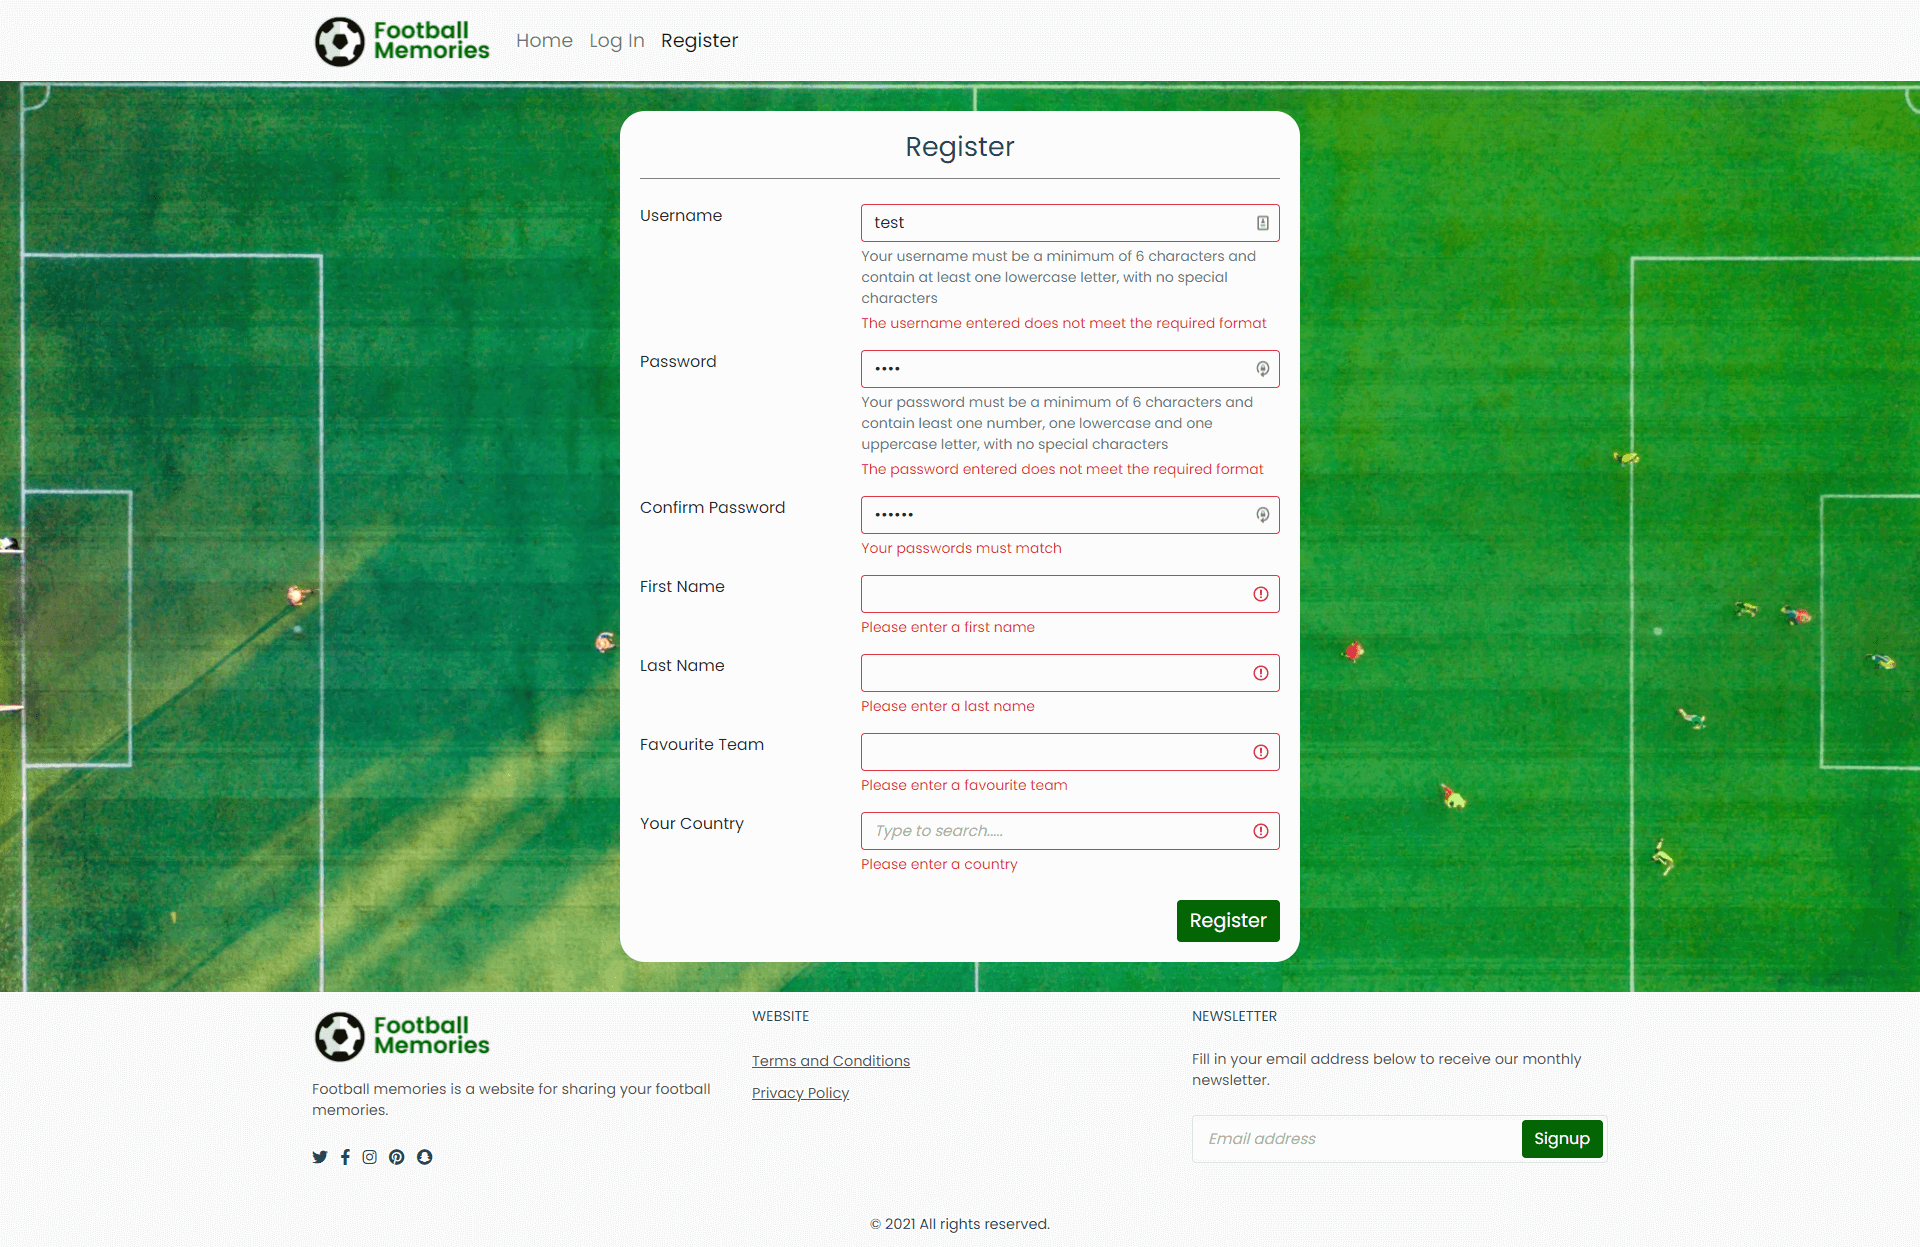 Football
Memories
Home
Log In
Register
Register
Username
test
Your username must be a minimum of 6 characters and
contain at least one lowercase letter, with no special
characters
The username entered does not meet the required format
Password
••••
Your password must be a minimum of 6 characters and
contain least one number, one lowercase and one
uppercase letter, with no special characters
The password entered does not meet the required format
Confirm Password
••••••
Your passwords must match
First Name
Please enter a first name
Last Name
Please enter a last name
Favourite Team
Please enter a favourite team
Your Country
Type to search.....
Please enter a country
Register
Football
Memories
Football memories is a website for sharing your football
memories.
WEBSITE
Terms and Conditions
Privacy Policy
NEWSLETTER
Fill in your email address below to receive our monthly
newsletter.
Email address
Signup
© 2021 All rights reserved.